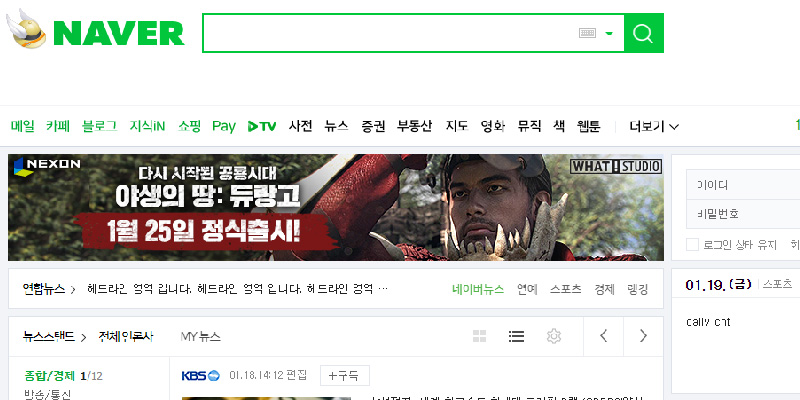 NAVER
메일 카페 블로그 지식iN 쇼핑 Pay TV 사전 뉴스 증권 부동산 지도 영화 뮤직 책 웹툰 더보기
NEXON
다시 시작된 공룡시대
야생의 땅: 듀랑고
1월 25일 정식출시!
WHAT! STUDIO
아이디
비밀번호
로그인 상태 유지
연합뉴스 > 헤드라인 영역 입니다. 헤드라인 영역 입니다. 헤드라인 영역 ...
네이버뉴스 연예 스포츠 경제 랭킹
01.19.(금) 스포츠
daily cnt
뉴스스탠드 > 전체 언론사 MY 뉴스
종합/경제 1/12
방송/통신
KBS 01.18. 14:12 편집 +구독